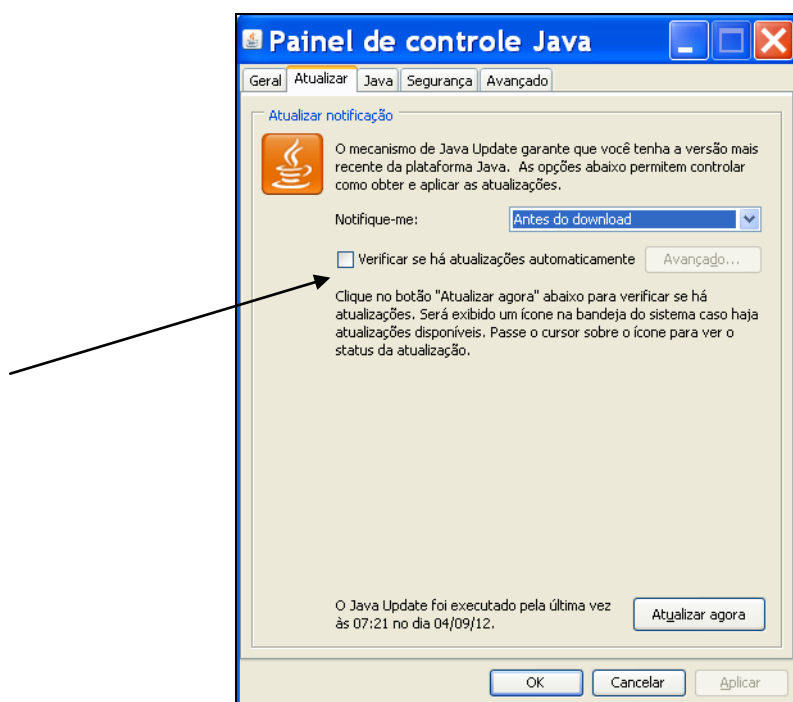 Painel de controle Java
Geral Atualizar Java Segurança Avançado
Atualizar notificação
O mecanismo de Java Update garante que você tenha a versão mais
recente da plataforma Java. As opções abaixo permitem controlar
como obter e aplicar as atualizações.
Notifique-me: Antes do download
Verificar se há atualizações automaticamente Avançado...
Clique no botão "Atualizar agora" abaixo para verificar se há
atualizações. Será exibido um ícone na bandeja do sistema caso haja
atualizações disponíveis. Passe o cursor sobre o ícone para ver o
status da atualização.
O Java Update foi executado pela última vez
às 07:21 no dia 04/09/12.
Atualizar agora
OK Cancelar Aplicar